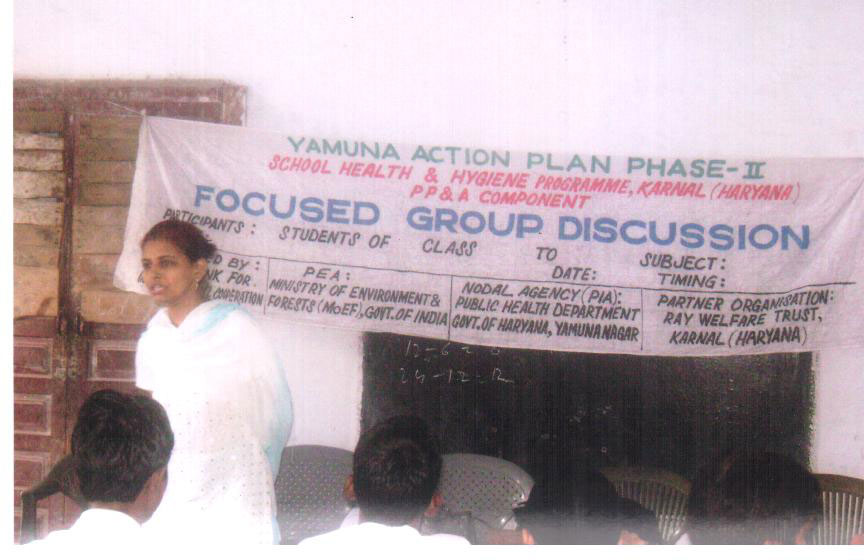 YAMUNA ACTION PLAN PHASE-II
SCHOOL HEALTH & HYGIENE PROGRAMME, KARNAL (HARYANA)
PP&A COMPONENT
FOCUSED GROUP DISCUSSION
PARTICIPANTS: STUDENTS OF CLASS TO SUBJECT:
DATE: TIMING:
BY:
FOR
PEA:
MINISTRY OF ENVIRONMENT &
FORESTS (MoEF), GOVT. OF INDIA
NODAL AGENCY (PIA):
PUBLIC HEALTH DEPARTMENT
GOVT. OF HARYANA, YAMUNA NAGAR
PARTNER ORGANISATION:
RAY WELFARE TRUST,
KARNAL (HARYANA)